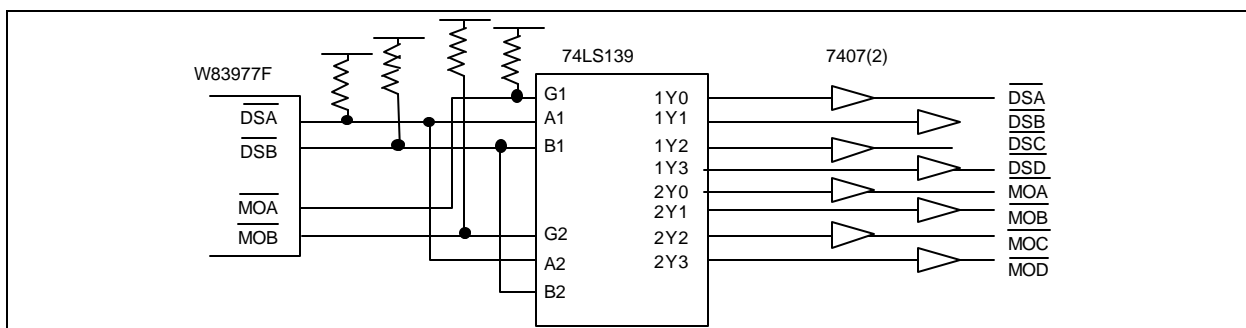 74LS139
7407(2)
W83977F
DSA
DSB
MOA
MOB
G1
A1
B1
G2
A2
B2
1Y0
1Y1
1Y2
1Y3
2Y0
2Y1
2Y2
2Y3
DSA
DSB
DSC
DSD
MOA
MOB
MOC
MOD